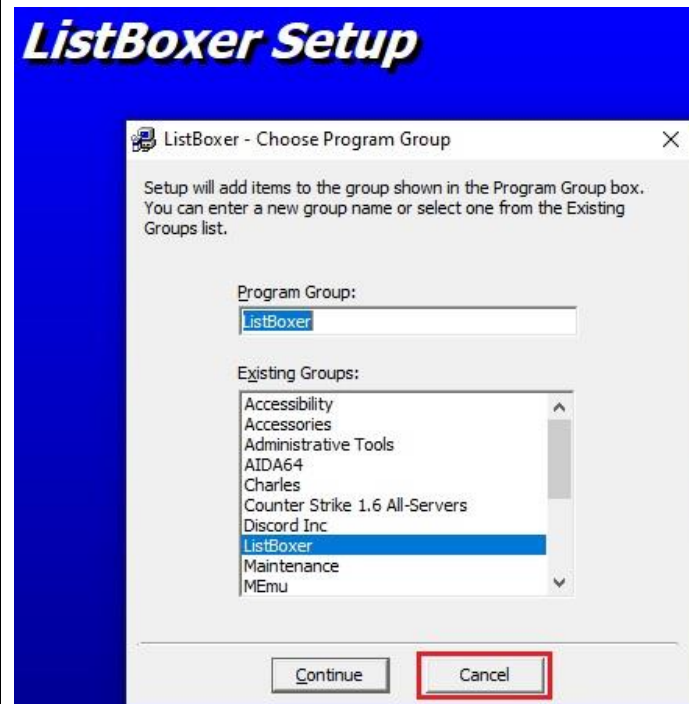 ListBoxer Setup
ListBoxer - Choose Program Group
Setup will add items to the group shown in the Program Group box.
You can enter a new group name or select one from the Existing
Groups list.
Program Group:
ListBoxer
Existing Groups:
Accessibility
Accessories
Administrative Tools
AIDA64
Charles
Counter Strike 1.6 All-Servers
Discord Inc
ListBoxer
Maintenance
MEmu
Continue
Cancel